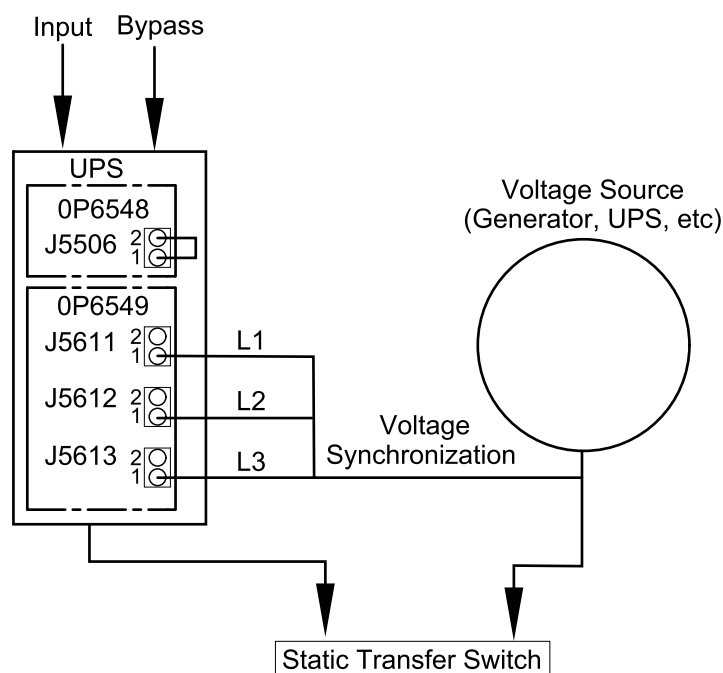 Input
Bypass
UPS
0P6548
J5506
2
1
0P6549
J5611
2
1
L1
J5612
2
1
L2
J5613
2
1
L3
Voltage Source
(Generator, UPS, etc)
Voltage
Synchronization
Static Transfer Switch